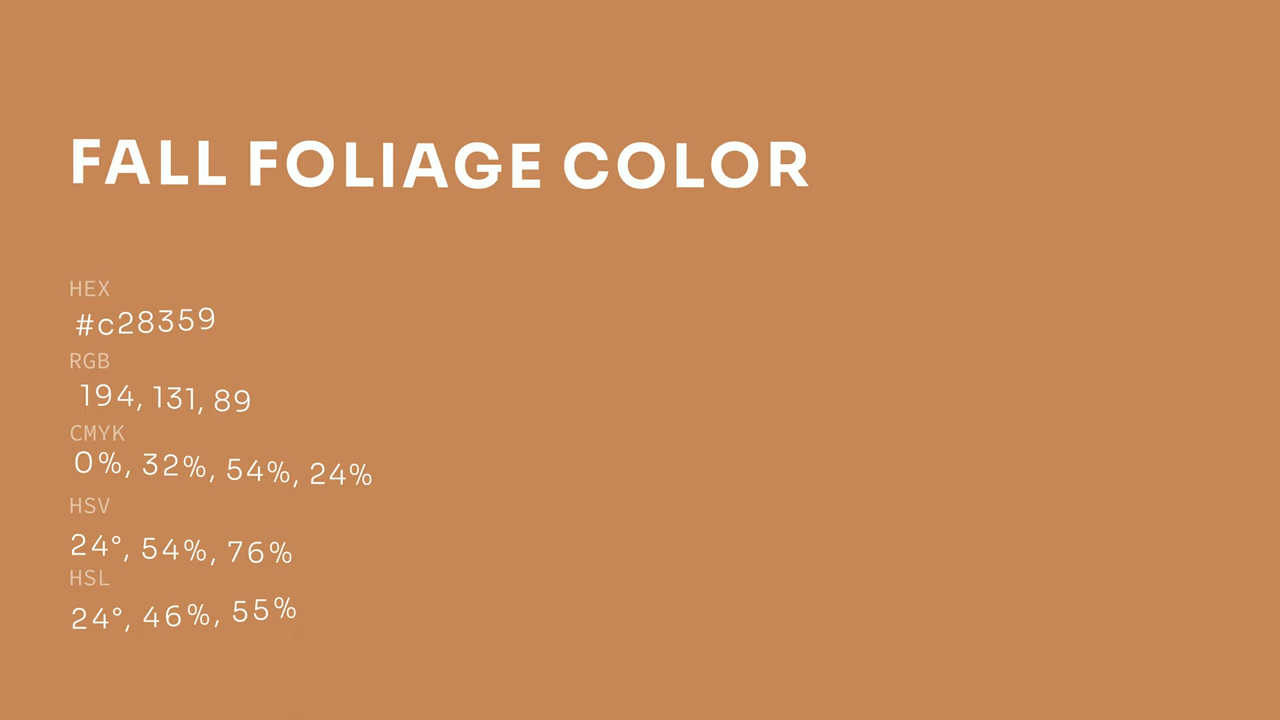 FALL FOLIAGE COLOR
HEX
#c28359
RGB
194, 131, 89
CMYK
0%, 32%, 54%, 24%
HSV
24°, 54%, 76%
HSL
24°, 46%, 55%